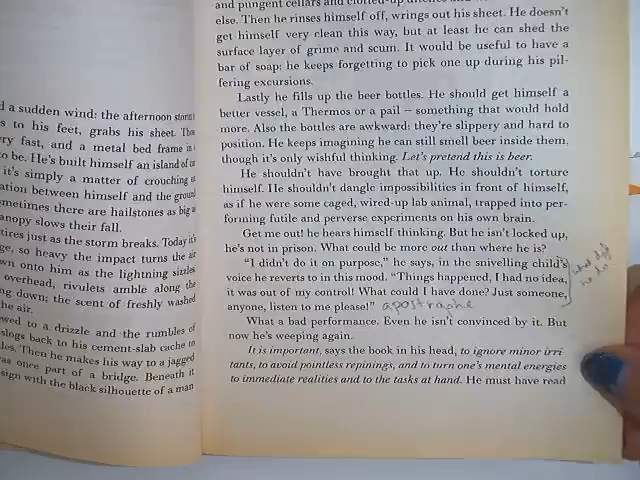 d a sudden wind: the afternoon storm
s to his feet, grabs his sheet.
ry fast, and a metal bed frame in
o be. He's built himself an island of
it's simply a matter of crouching
ation between himself and the ground
metimes there are hailstones as big a
anopy slows their fall.
tires just as the storm breaks. Today it's
ge, so heavy the impact turns the air
wn onto him as the lightning sizzles
overhead, rivulets amble along the
ng down; the scent of freshly washed
he air.
wed to a drizzle and the rumbles of
slogs back to his cement-slab cache to
les. Then he makes his way to a jagged
as once part of a bridge. Beneath it
sign with the black silhouette of a man
and pungent cellars and clotted-up
else. Then he rinses himself off, wrings out his sheet. He doesn't
get himself very clean this way, but at least he can shed the
surface layer of grime and scum. It would be useful to have a
bar of soap: he keeps forgetting to pick one up during his pil-
fering excursions.
Lastly he fills up the beer bottles. He should get himself a
better vessel, a Thermos or a pail – something that would hold
more. Also the bottles are awkward: they're slippery and hard to
position. He keeps imagining he can still smell beer inside them,
though it's only wishful thinking. Let's pretend this is beer.
He shouldn't have brought that up. He shouldn't torture
himself. He shouldn't dangle impossibilities in front of himself,
as if he were some caged, wired-up lab animal, trapped into per-
forming futile and perverse experiments on his own brain.
Get me out! he hears himself thinking. But he isn't locked up,
he's not in prison. What could be more out than where he is?
"I didn't do it on purpose," he says, in the snivelling child's
voice he reverts to in this mood. "Things happened, I had no idea,
it was out of my control! What could I have done? Just someone,
anyone, listen to me please!" apostraphe
What a bad performance. Even he isn't convinced by it. But
now he's weeping again.
It is important, says the book in his head, to ignore minor irri-
tants, to avoid pointless repinings, and to turn one's mental energies
to immediate realities and to the tasks at hand. He must have read
what did
he do